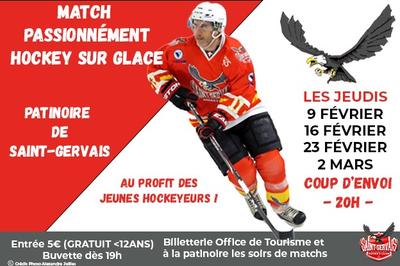 MATCH
PASSIONNÉMENT
HOCKEY SUR GLACE
PATINOIRE
DE
SAINT-GERVAIS
AU PROFIT DES
JEUNES HOCKEYEURS !
LES JEUDIS
9 FÉVRIER
16 FÉVRIER
23 FÉVRIER
2 MARS
COUP D'ENVOI
- 20H -
Entrée 5€ (GRATUIT <12ANS)
Buvette dès 19h
Billetterie Office de Tourisme et
à la patinoire les soirs de matchs
SAINT-GERVAIS